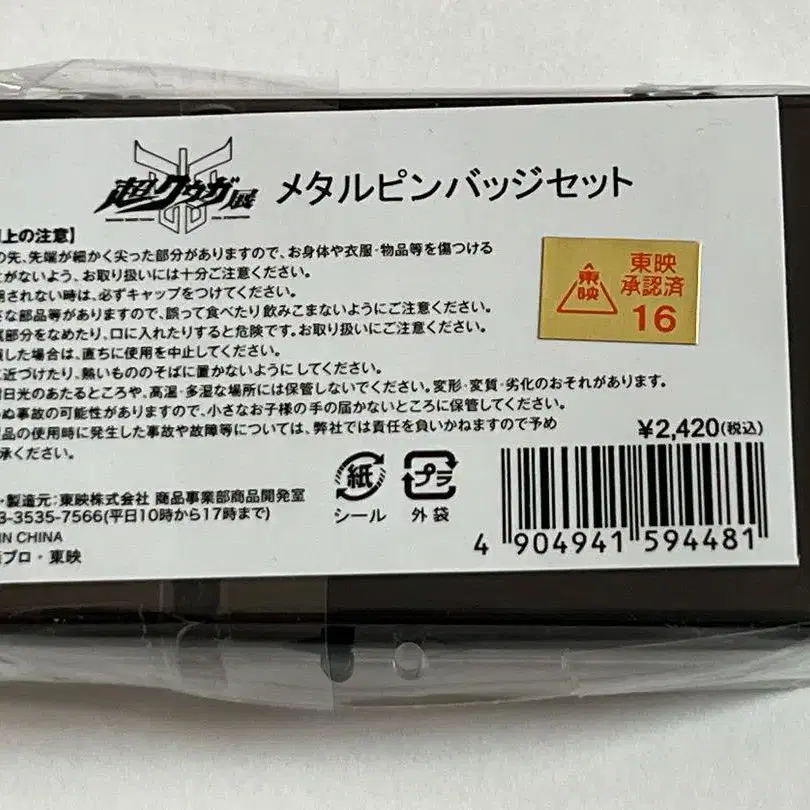 超クウガ展 メタルピンバッジセット
上の注意】
の先、先端が細かく尖った部分がありますので、お身体や衣服・物品等を傷つける
がないよう、お取り扱いには十分ご注意ください。
用されない時は、必ずキャップをつけてください。
な部品等がありますので、誤って食べたり飲みこまないようにご注意ください。
部分をなめたり、口に入れたりすると危険です。お取り扱いにご注意ください。
した場合は、直ちに使用を中止してください。
に近づけたり、熱いもののそばに置かないようにしてください。
日光のあたるところや、高温・多湿な場所には保管しないでください。変形・変質・劣化のおそれがあります。
ぬ事故の可能性がありますので、小さなお子様の手の届かないところに保管してください。
品の使用時に発生した事故や故障等については、弊社では責任を負いかねますので予め
承ください。
東映
東映
承認済
16
¥2,420(税込)
・製造元:東映株式会社 商品事業部商品開発室
3-3535-7566(平日10時から17時まで)
IN CHINA
プロ・東映
紙
シール
プラ
外袋
4 904941 594481